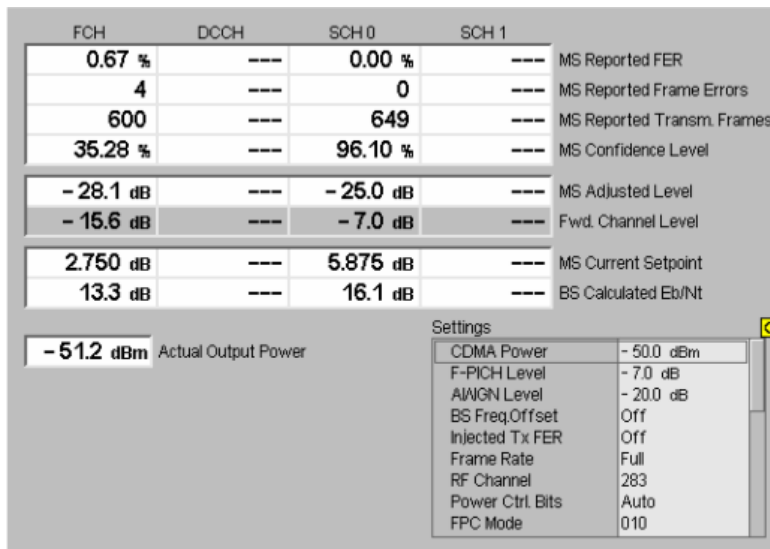 FCH DCCH SCH 0 SCH 1
0.67 % --- 0.00 % --- MS Reported FER
4 --- 0 --- MS Reported Frame Errors
600 --- 649 --- MS Reported Transm. Frames
35.28 % --- 96.10 % --- MS Confidence Level
- 28.1 dB --- - 25.0 dB --- MS Adjusted Level
- 15.6 dB --- - 7.0 dB --- Fwd. Channel Level
2.750 dB --- 5.875 dB --- MS Current Setpoint
13.3 dB --- 16.1 dB --- BS Calculated Eb/Nt
- 51.2 dBm Actual Output Power
Settings
CDMA Power - 50.0 dBm
F-PICH Level - 7.0 dB
AWGN Level - 20.0 dB
BS Freq.Offset Off
Injected Tx FER Off
Frame Rate Full
RF Channel 283
Power Ctrl. Bits Auto
FPC Mode 010